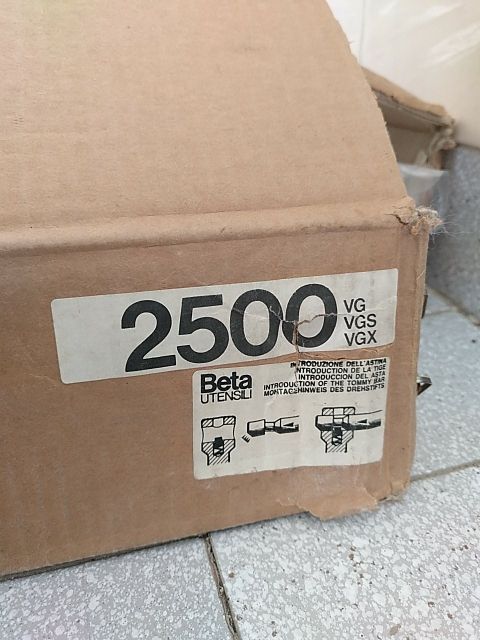 2500
VG
VGS
VGX
Beta
UTENSILI
INTRODUZIONE DELL'ASTINA
INTRODUCTION DE LA TIGE
INTRODUCCION DEL ASTA
INTRODUCTION OF THE TOMMY BAR
MONTAGEHINWEIS DES DREHSTIFTS